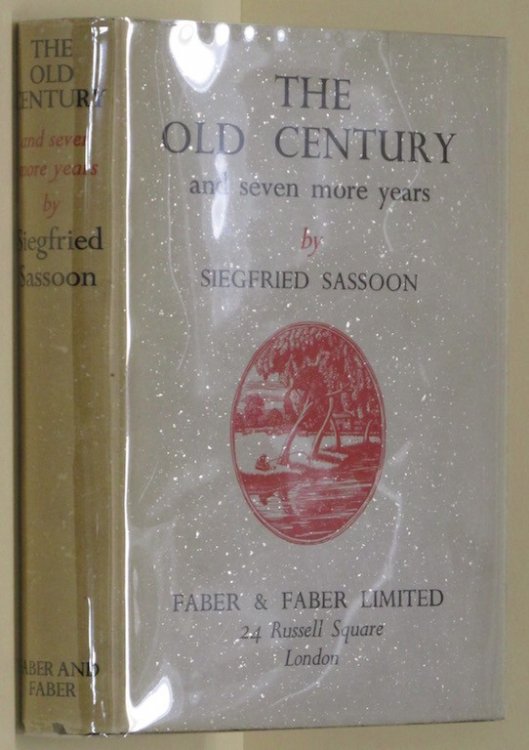 THE
OLD
CENTURY
and seven
more years
by
Siegfried
Sassoon
FABER AND
FABER
THE
OLD CENTURY
and seven more years
by
SIEGFRIED SASSOON
FABER & FABER LIMITED
24 Russell Square
London